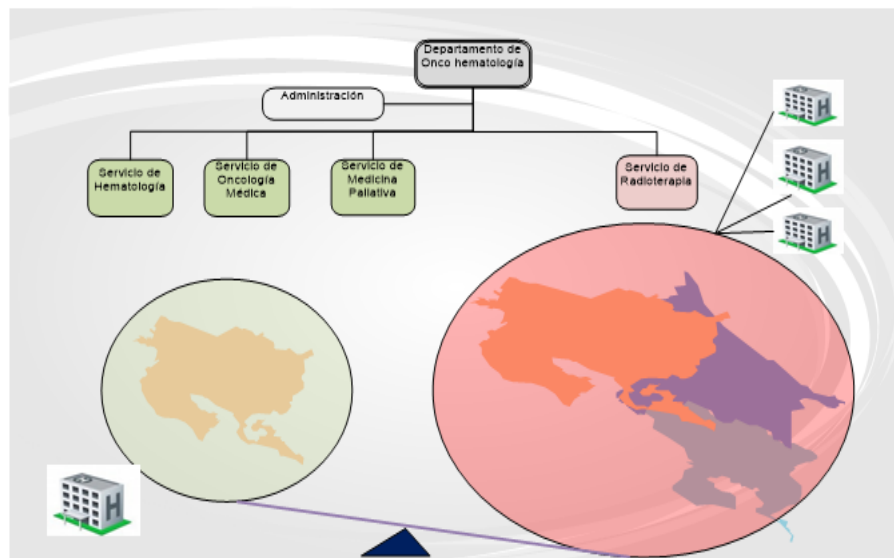 Departamento de
Onco hematología
Administración
Servicio de
Hematología
Servicio de
Oncología
Médica
Servicio de
Medicina
Paliativa
Servicio de
Radioterapia
H
H
H
H